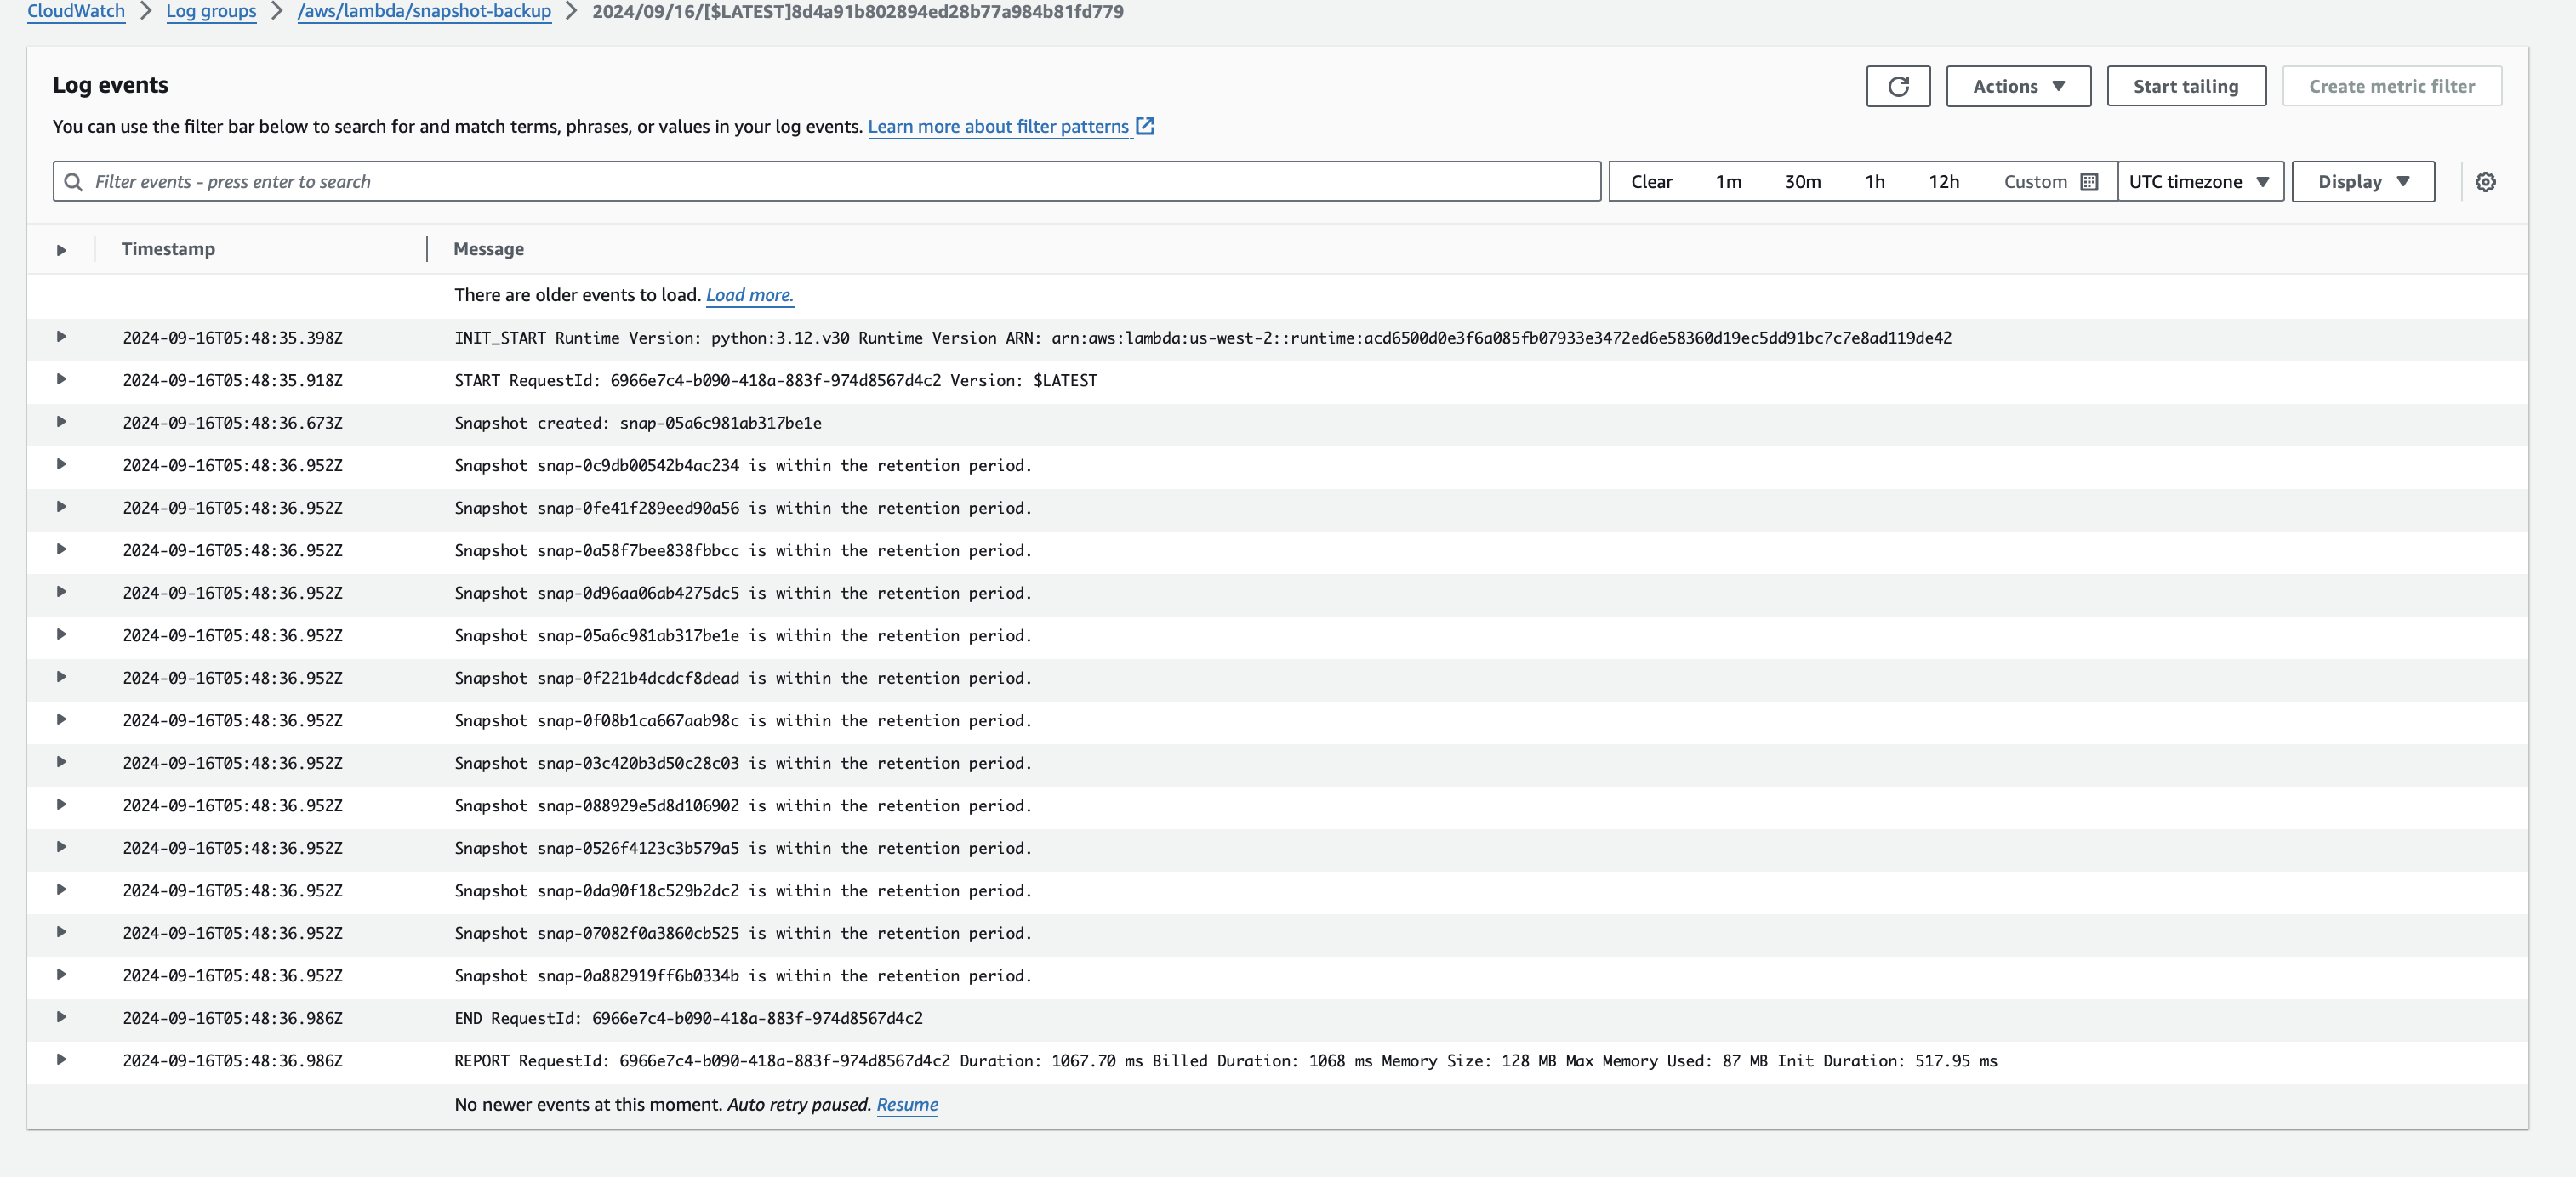 CloudWatch > Log groups > /aws/lambda/snapshot-backup > 2024/09/16/[$LATEST]8d4a91b802894ed28b77a984b81fd779
Log events
Actions ▼ Start tailing Create metric filter
You can use the filter bar below to search for and match terms, phrases, or values in your log events. Learn more about filter patterns
Filter events - press enter to search Clear 1m 30m 1h 12h Custom UTC timezone ▼ Display ▼
Timestamp Message
There are older events to load. Load more.
2024-09-16T05:48:35.398Z INIT_START Runtime Version: python:3.12.v30 Runtime Version ARN: arn:aws:lambda:us-west-2::runtime:acd6500d0e3f6a085fb07933e3472ed6e58360d19ec5dd91bc7c7e8ad119de42
2024-09-16T05:48:35.918Z START RequestId: 6966e7c4-b090-418a-883f-974d8567d4c2 Version: $LATEST
2024-09-16T05:48:36.673Z Snapshot created: snap-05a6c981ab317be1e
2024-09-16T05:48:36.952Z Snapshot snap-0c9db00542b4ac234 is within the retention period.
2024-09-16T05:48:36.952Z Snapshot snap-0fe41f289eed90a56 is within the retention period.
2024-09-16T05:48:36.952Z Snapshot snap-0a58f7bee838fbbcc is within the retention period.
2024-09-16T05:48:36.952Z Snapshot snap-0d96aa06ab4275dc5 is within the retention period.
2024-09-16T05:48:36.952Z Snapshot snap-05a6c981ab317be1e is within the retention period.
2024-09-16T05:48:36.952Z Snapshot snap-0f221b4dcdcf8dead is within the retention period.
2024-09-16T05:48:36.952Z Snapshot snap-0f08b1ca667aab98c is within the retention period.
2024-09-16T05:48:36.952Z Snapshot snap-03c420b3d50c28c03 is within the retention period.
2024-09-16T05:48:36.952Z Snapshot snap-088929e5d8d106902 is within the retention period.
2024-09-16T05:48:36.952Z Snapshot snap-0526f4123c3b579a5 is within the retention period.
2024-09-16T05:48:36.952Z Snapshot snap-0da90f18c529b2dc2 is within the retention period.
2024-09-16T05:48:36.952Z Snapshot snap-07082f0a3860cb525 is within the retention period.
2024-09-16T05:48:36.952Z Snapshot snap-0a882919ff6b0334b is within the retention period.
2024-09-16T05:48:36.986Z END RequestId: 6966e7c4-b090-418a-883f-974d8567d4c2
2024-09-16T05:48:36.986Z REPORT RequestId: 6966e7c4-b090-418a-883f-974d8567d4c2 Duration: 1067.70 ms Billed Duration: 1068 ms Memory Size: 128 MB Max Memory Used: 87 MB Init Duration: 517.95 ms
No newer events at this moment. Auto retry paused. Resume